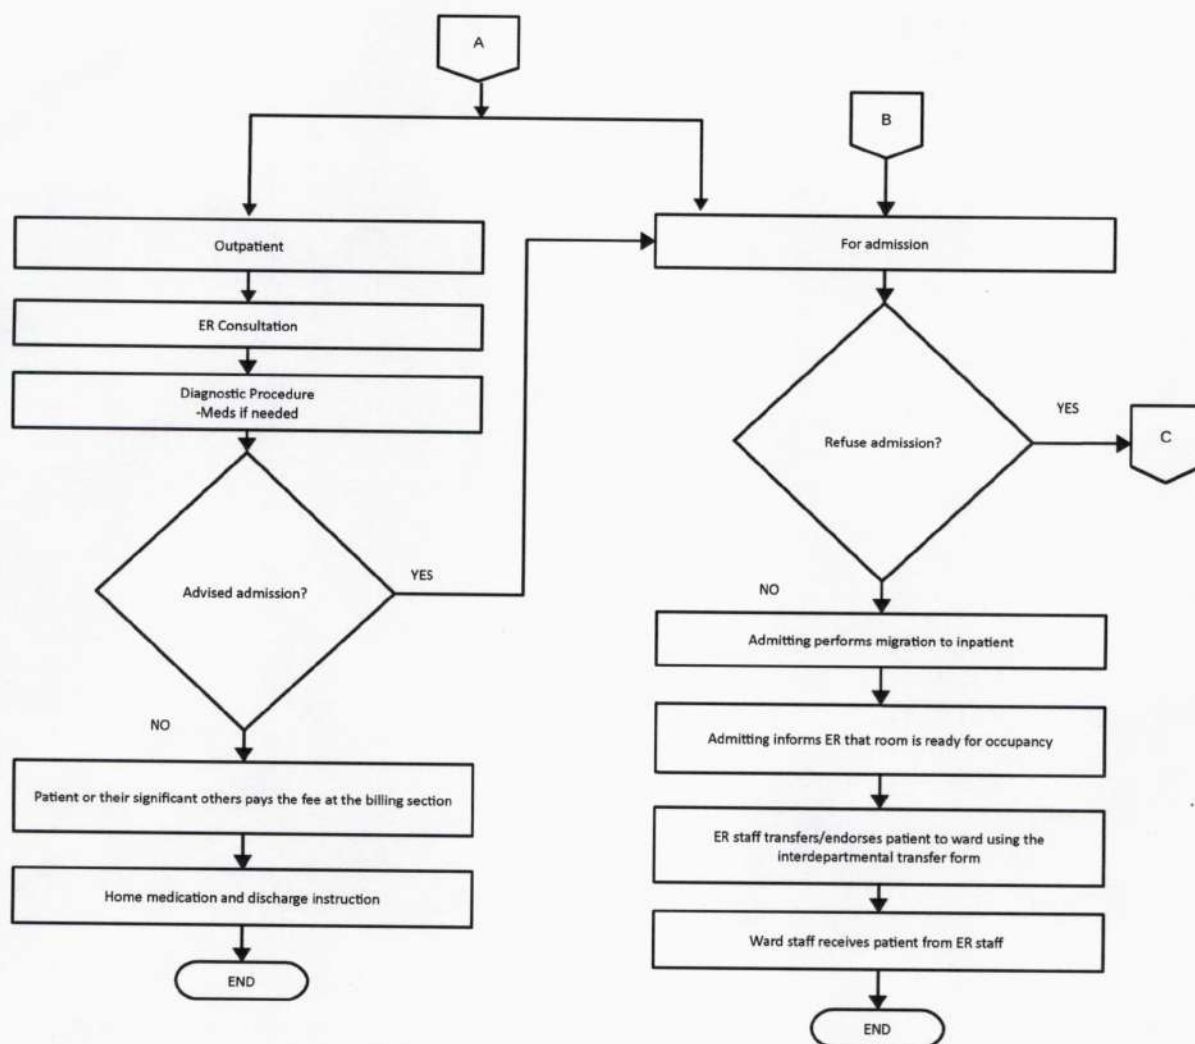 A
B
Outpatient
For admission
ER Consultation
Diagnostic Procedure
-Meds if needed
YES
Refuse admission?
C
Advised admission?
YES
NO
Admitting performs migration to inpatient
NO
Admitting informs ER that room is ready for occupancy
Patient or their significant others pays the fee at the billing section
ER staff transfers/endorses patient to ward using the
interdepartmental transfer form
Home medication and discharge instruction
Ward staff receives patient from ER staff
END
END